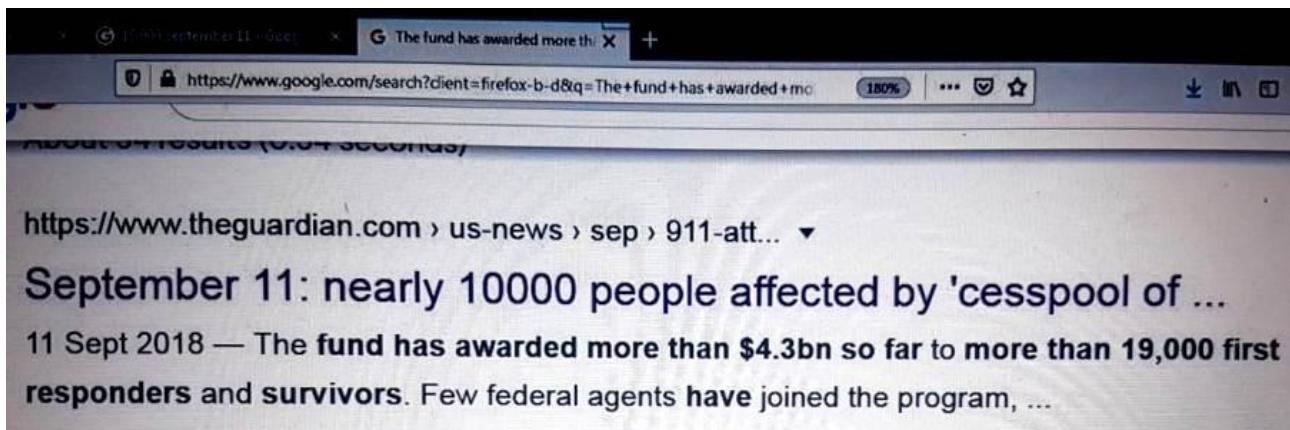 september 11
G The fund has awarded more th
https://www.google.com/search?client=firefox-b-d&q=The+fund+has+awarded+mo 180%
https://www.theguardian.com › us-news › sep › 911-att...
September 11: nearly 10000 people affected by 'cesspool of ...
11 Sept 2018 — The fund has awarded more than $4.3bn so far to more than 19,000 first
responders and survivors. Few federal agents have joined the program, ...